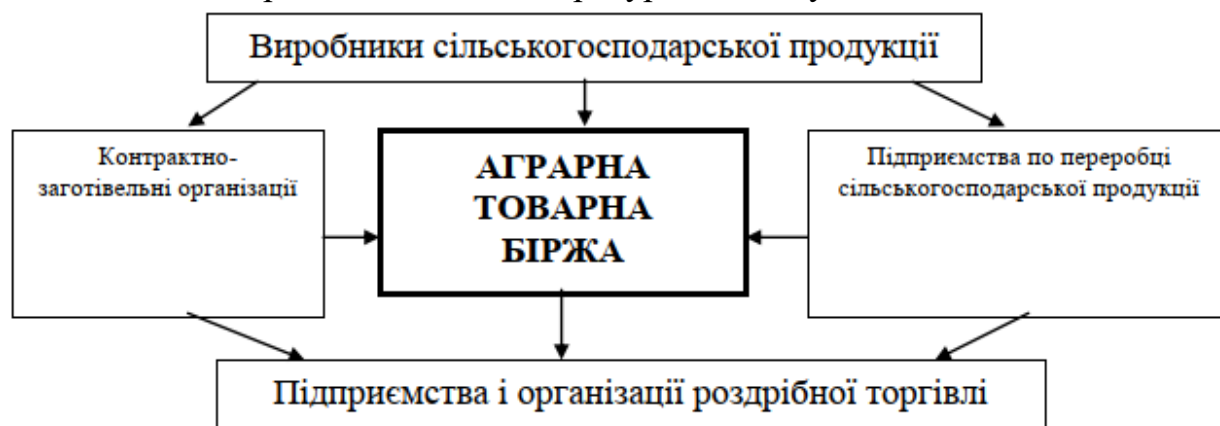 Виробники сільськогосподарської продукції
Контрактно-
заготівельні організації
АГРАРНА
ТОВАРНА
БІРЖА
Підприємства по переробці
сільськогосподарської продукції
Підприємства і організації роздрібної торгівлі